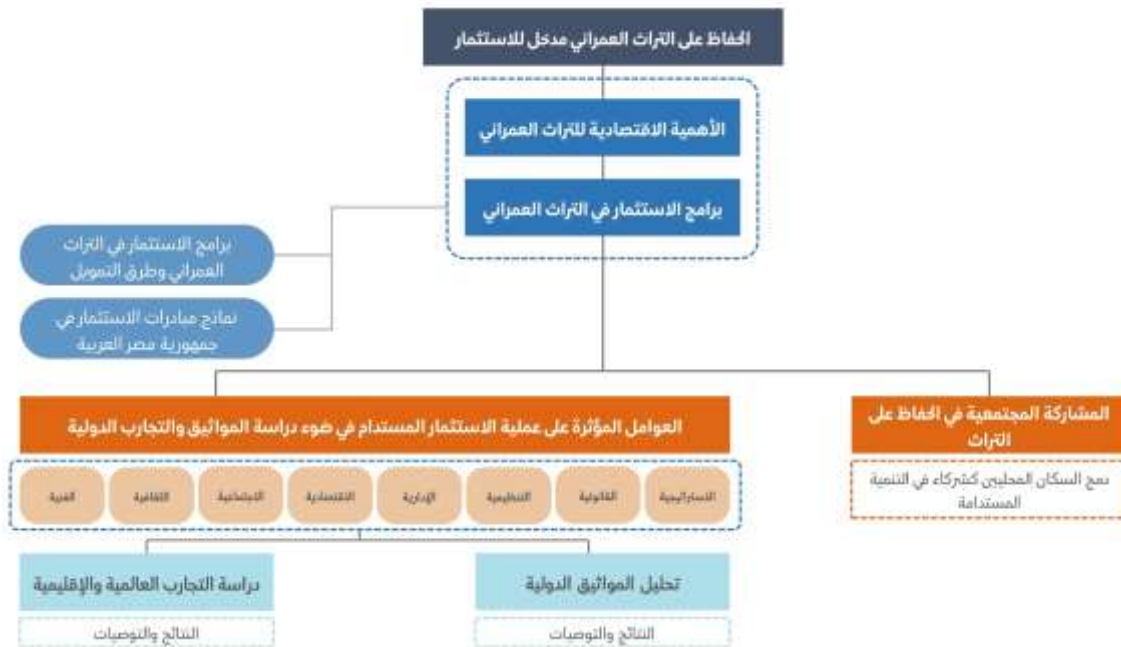 الحفاظ على التراث العمراني مدخل للاستثمار
الأهمية الاقتصادية للتراث العمراني
برامج الاستثمار في التراث العمراني
برامج الاستثمار في التراث
العمراني وطرق التمويل
نماذج مبادرات الاستثمار في
جمهورية مصر العربية
المشاركة المجتمعية في الحفاظ على
التراث
دمج السكان المحليين كشركاء في التنمية
المستدامة
العوامل المؤثرة على عملية الاستثمار المستدام في ضوء دراسة المواثيق والتجارب الدولية
الاستراتيجية
القانونية
التنظيمية
الإدارية
الاقتصادية
الاجتماعية
الثقافية
الفنية
تحليل المواثيق الدولية
النتائج والتوصيات
دراسة التجارب العالمية والإقليمية
النتائج والتوصيات